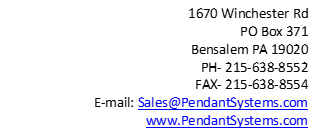 1670 Winchester Rd
PO Box 371
Bensalem PA 19020
PH- 215-638-8552
FAX- 215-638-8554
E-mail: Sales@PendantSystems.com
www.PendantSystems.com